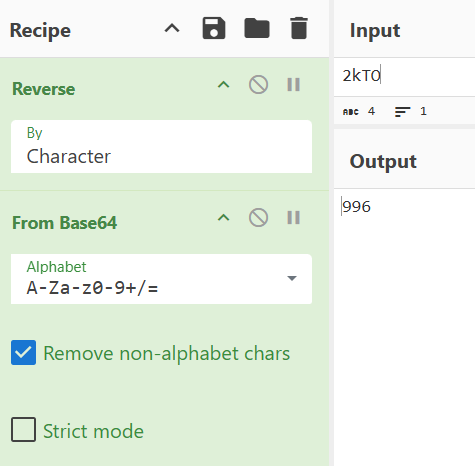 Recipe
Reverse
By
Character
From Base64
Alphabet
A-Za-z0-9+/=
Remove non-alphabet chars
Strict mode
Input
2kTO
ABC 4 1
Output
996